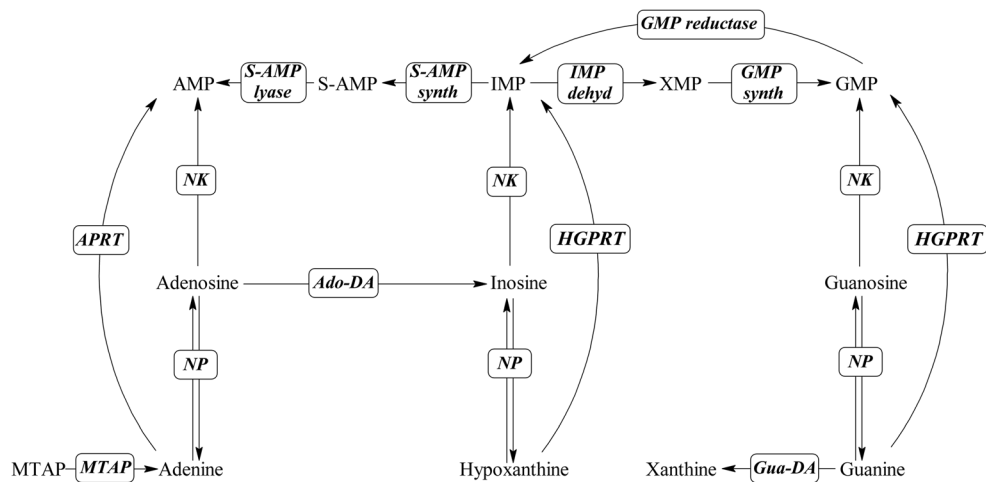 GMP reductase
AMP
S-AMP
lyase
S-AMP
S-AMP
synth
IMP
IMP
dehyd
XMP
GMP
synth
GMP
NK
NK
NK
APRT
HGPRT
HGPRT
Adenosine
Ado-DA
Inosine
Guanosine
NP
NP
NP
MTAP
MTAP
Adenine
Hypoxanthine
Xanthine
Gua-DA
Guanine